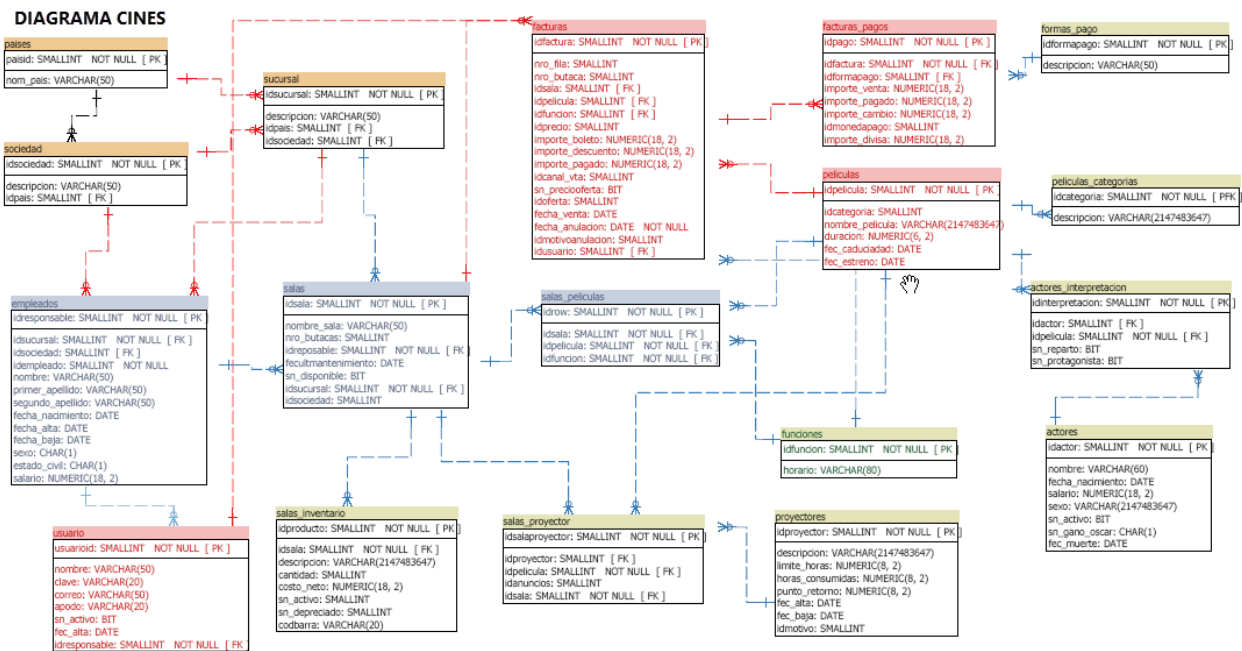 DIAGRAMA CINES
paises
paisid: SMALLINT NOT NULL [ PK ]
nom_pais: VARCHAR(50)
sociedad
idsociedad: SMALLINT NOT NULL [ PK ]
descripcion: VARCHAR(50)
idpais: SMALLINT [ FK ]
sucursal
idsucursal: SMALLINT NOT NULL [ PK ]
descripcion: VARCHAR(50)
idpais: SMALLINT [ FK ]
idsociedad: SMALLINT [ FK ]
facturas
idfactura: SMALLINT NOT NULL [ PK ]
nro_fila: SMALLINT
nro_butaca: SMALLINT
idsala: SMALLINT [ FK ]
idpelicula: SMALLINT [ FK ]
idfuncion: SMALLINT [ FK ]
idprecio: SMALLINT
importe_boleto: NUMERIC(18, 2)
importe_descuento: NUMERIC(18, 2)
importe_pagado: NUMERIC(18, 2)
idcanal_vta: SMALLINT
sn_preciooferta: BIT
idoferta: SMALLINT
fecha_venta: DATE
fecha_anulacion: DATE NOT NULL
idmotivoanulacion: SMALLINT
idusuario: SMALLINT [ FK ]
facturas_pagos
idpago: SMALLINT NOT NULL [ PK ]
idfactura: SMALLINT NOT NULL [ FK ]
idformapago: SMALLINT [ FK ]
importe_venta: NUMERIC(18, 2)
importe_pagado: NUMERIC(18, 2)
importe_cambio: NUMERIC(18, 2)
idmonedapago: SMALLINT
importe_divisa: NUMERIC(18, 2)
formas_pago
idformapago: SMALLINT NOT NULL [ PK ]
descripcion: VARCHAR(50)
peliculas
idpelicula: SMALLINT NOT NULL [ PK ]
idcategoria: SMALLINT
nombre_pelicula: VARCHAR(2147483647)
duracion: NUMERIC(6, 2)
fec_caduciadad: DATE
fec_estreno: DATE
peliculas_categorias
idcategoria: SMALLINT NOT NULL [ PFK ]
descripcion: VARCHAR(2147483647)
empleados
idresponsable: SMALLINT NOT NULL [ PK ]
idsucursal: SMALLINT NOT NULL [ FK ]
idsociedad: SMALLINT [ FK ]
idempleado: SMALLINT NOT NULL
nombre: VARCHAR(50)
primer_apellido: VARCHAR(50)
segundo_apellido: VARCHAR(50)
fecha_nacimiento: DATE
fecha_alta: DATE
fecha_baja: DATE
sexo: CHAR(1)
estado_civil: CHAR(1)
salario: NUMERIC(18, 2)
salas
idsala: SMALLINT NOT NULL [ PK ]
nombre_sala: VARCHAR(50)
nro_butacas: SMALLINT
idreposable: SMALLINT NOT NULL [ FK ]
fecultmantenimiento: DATE
sn_disponible: BIT
idsucursal: SMALLINT NOT NULL [ FK ]
idsociedad: SMALLINT
salas_peliculas
idrow: SMALLINT NOT NULL [ PK ]
idsala: SMALLINT NOT NULL [ FK ]
idpelicula: SMALLINT NOT NULL [ FK ]
idfuncion: SMALLINT NOT NULL [ FK ]
actores_interpretacion
idinterpretacion: SMALLINT NOT NULL [ PK ]
idactor: SMALLINT [ FK ]
idpelicula: SMALLINT NOT NULL [ FK ]
sn_reparto: BIT
sn_protagonista: BIT
funciones
idfuncion: SMALLINT NOT NULL [ PK ]
horario: VARCHAR(80)
actores
idactor: SMALLINT NOT NULL [ PK ]
nombre: VARCHAR(60)
fecha_nacimiento: DATE
salario: NUMERIC(18, 2)
sexo: VARCHAR(2147483647)
sn_activo: BIT
sn_gano_oscar: CHAR(1)
fec_muerte: DATE
usuario
usuarioid: SMALLINT NOT NULL [ PK ]
nombre: VARCHAR(50)
clave: VARCHAR(20)
correo: VARCHAR(50)
apodo: VARCHAR(20)
sn_activo: BIT
fec_alta: DATE
idresponsable: SMALLINT NOT NULL [ FK ]
salas_inventario
idproducto: SMALLINT NOT NULL [ PK ]
idsala: SMALLINT NOT NULL [ FK ]
descripcion: VARCHAR(2147483647)
cantidad: SMALLINT
costo_neto: NUMERIC(18, 2)
sn_activo: SMALLINT
sn_depreciado: SMALLINT
codbarra: VARCHAR(20)
salas_proyector
idsalaproyector: SMALLINT NOT NULL [ PK ]
idproyector: SMALLINT [ FK ]
idpelicula: SMALLINT NOT NULL [ FK ]
idanuncios: SMALLINT
idsala: SMALLINT NOT NULL [ FK ]
proyectores
idproyector: SMALLINT NOT NULL [ PK ]
descripcion: VARCHAR(2147483647)
limite_horas: NUMERIC(8, 2)
horas_consumidas: NUMERIC(8, 2)
punto_retorno: NUMERIC(8, 2)
fec_alta: DATE
fec_baja: DATE
idmotivo: SMALLINT